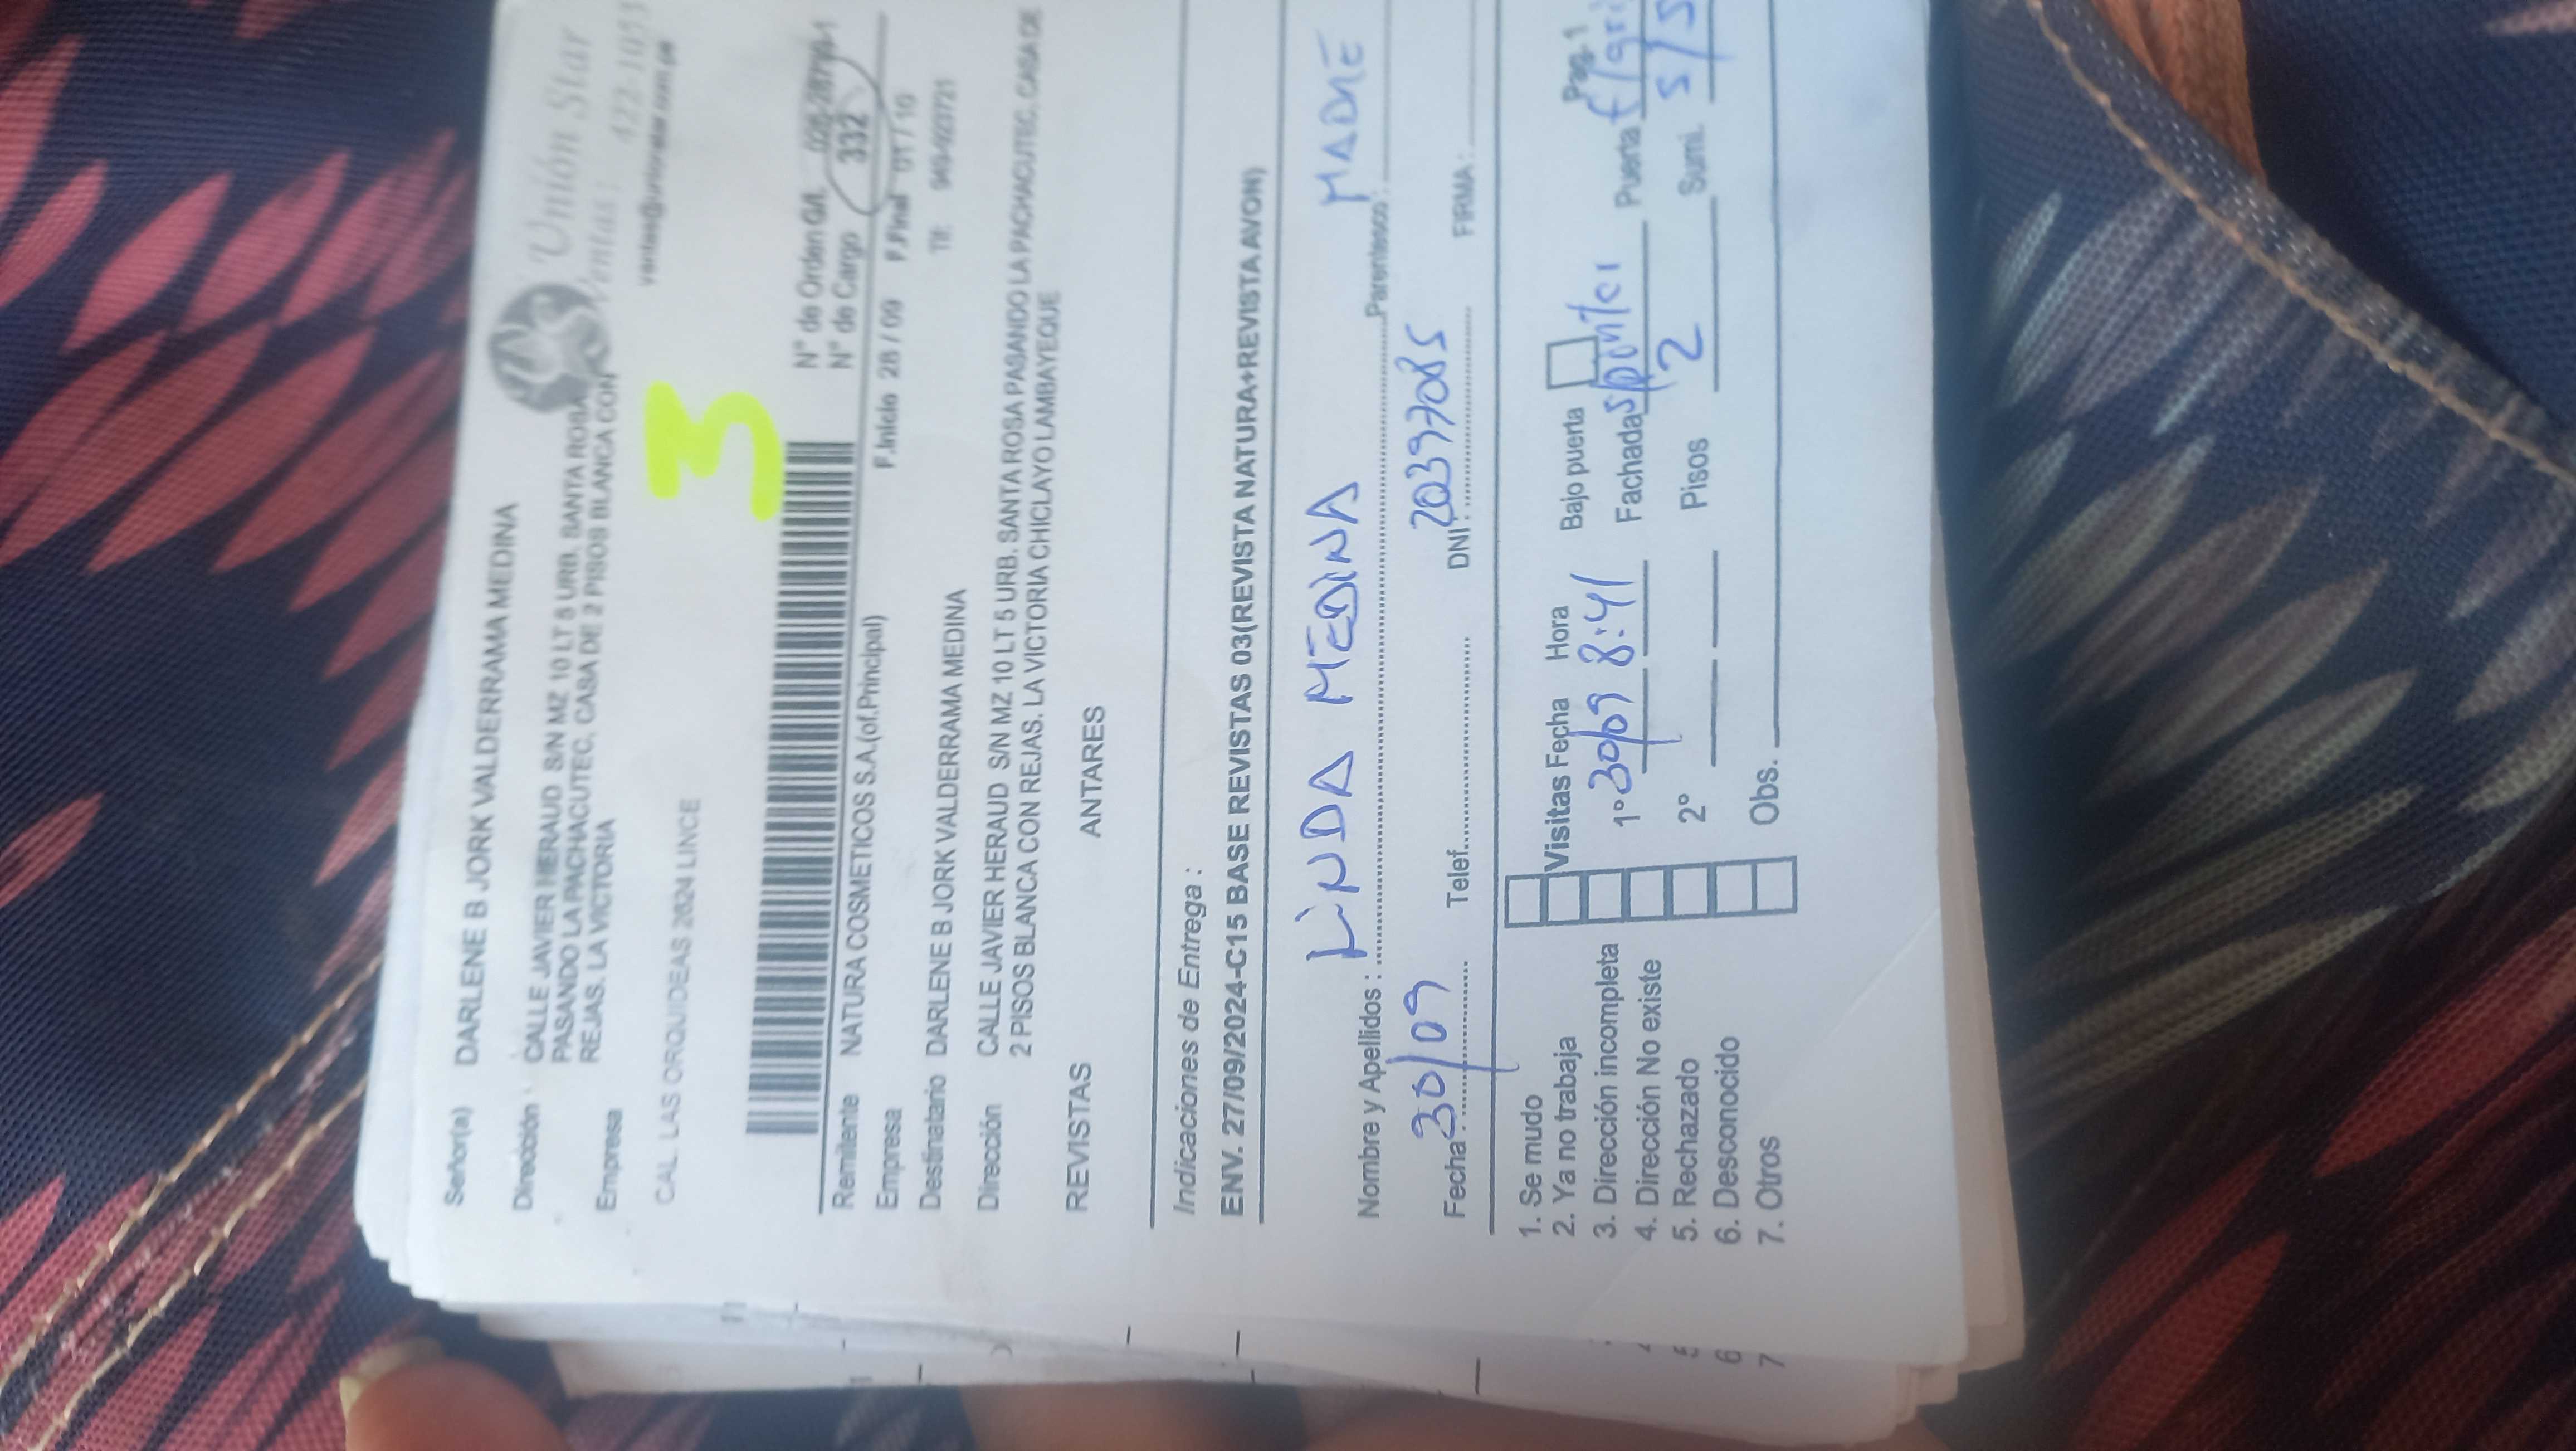 Unión Star
Ventas: 422-1053
ventas@unionstar.com.pe
Señor(a) DARLENE B JORK VALDERRAMA MEDINA
Dirección CALLE JAVIER HERAUD S/N MZ 10 LT 5 URB. SANTA ROSA
PASANDO LA PACHACUTEC, CASA DE 2 PISOS BLANCA CON
REJAS. LA VICTORIA
Empresa
CAL. LAS ORQUIDEAS 2624 LINCE
3
N° de Orden G/L
N° de Cargo 332
Remitente NATURA COSMETICOS S.A.(of.Principal)
Empresa F.Inicio 28 / 09 F.Final 01 / 10
Destinatario DARLENE B JORK VALDERRAMA MEDINA
Dirección CALLE JAVIER HERAUD S/N MZ 10 LT 5 URB. SANTA ROSA PASANDO LA PACHACUTEC, CASA DE
2 PISOS BLANCA CON REJAS. LA VICTORIA CHICLAYO LAMBAYEQUE
REVISTAS ANTARES
Indicaciones de Entrega :
ENV. 27/09/2024-C15 BASE REVISTAS 03(REVISTA NATURA+REVISTA AVON)
Nombre y Apellidos : LINDA MEDINA Parentesco : MADRE
Fecha : 30/09 Telef. DNI : 20397085 FIRMA :
1. Se mudo
2. Ya no trabaja
3. Dirección incompleta
4. Dirección No existe
5. Rechazado
6. Desconocido
7. Otros
Visitas Fecha Hora Bajo puerta Pag. 1
1° 30/09 8:41 Fachada S/pintar Puerta
2° Pisos 2 Sumi. S/S
Obs.